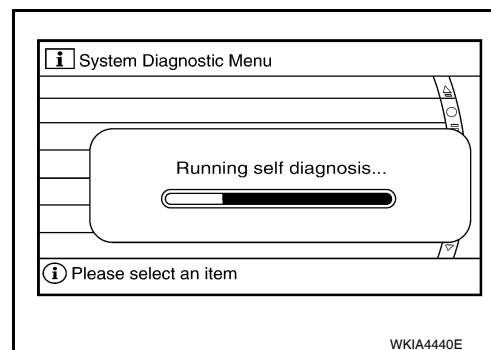 i System Diagnostic Menu
Running self diagnosis...
i Please select an item
WKIA4440E